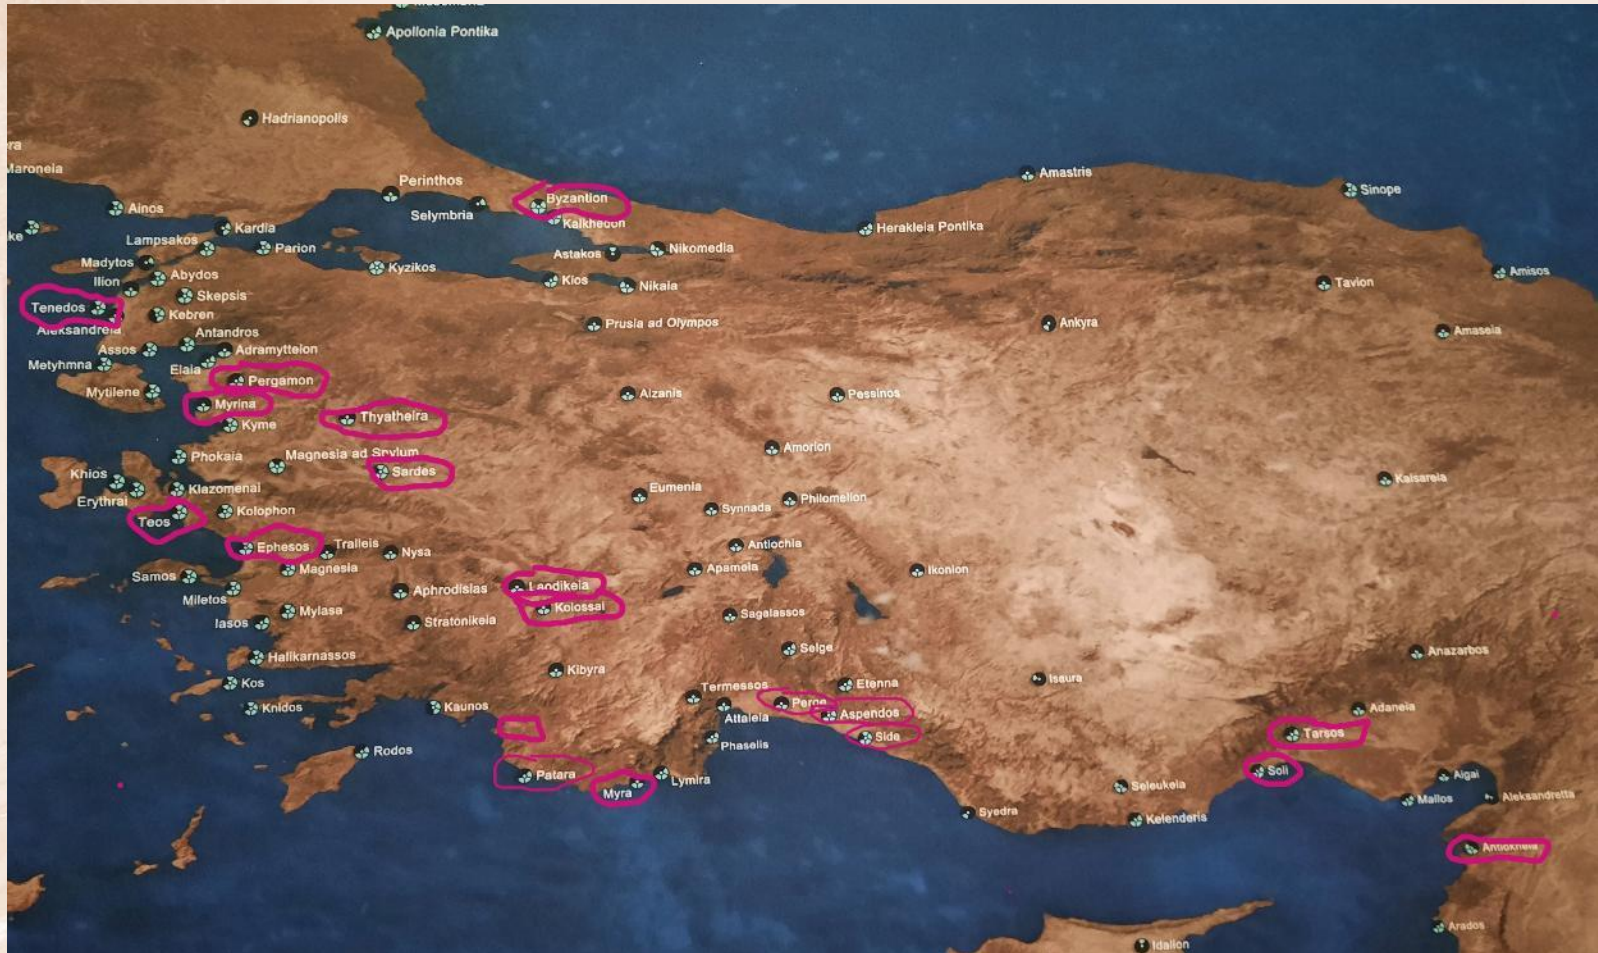 Apollonia Pontika
Hadrianopolis
Maroneia
Ainos
Perinthos
Selymbria
Byzantion
Kalkhedon
Amastris
Sinope
Herakleia Pontika
Kardia
Lampsakos
Parion
Astakos
Nikomedia
Madytos
Abydos
Kyzikos
Ilion
Kios
Nikaia
Tavion
Amisos
Skepsis
Tenedos
Kebren
Aleksandreia
Prusia ad Olympos
Ankyra
Amaseia
Antandros
Assos
Adramytteion
Metyhmna
Elaia
Pergamon
Mytilene
Aizanis
Pessinos
Myrina
Thyatheira
Kyme
Amorion
Phokaia
Magnesia ad Spylum
Sardes
Khios
Klazomenai
Erythrai
Eumenia
Philomelion
Kaisareia
Synnada
Teos
Kolophon
Ephesos
Tralleis
Nysa
Antiochia
Magnesia
Apameia
Ikonion
Samos
Miletos
Aphrodisias
Laodikeia
Kolossai
Mylasa
Iasos
Stratonikeia
Sagalassos
Halikarnassos
Selge
Anazarbos
Kibyra
Kos
Termessos
Etenna
Isaura
Knidos
Kaunos
Perge
Aspendos
Attaleia
Adaneia
Side
Tarsos
Rodos
Phaselis
Patara
Myra
Lymira
Soli
Aigai
Seleukeia
Mallos
Aleksandretta
Syedra
Kelenderis
Antiokheia
Arados
Idalion